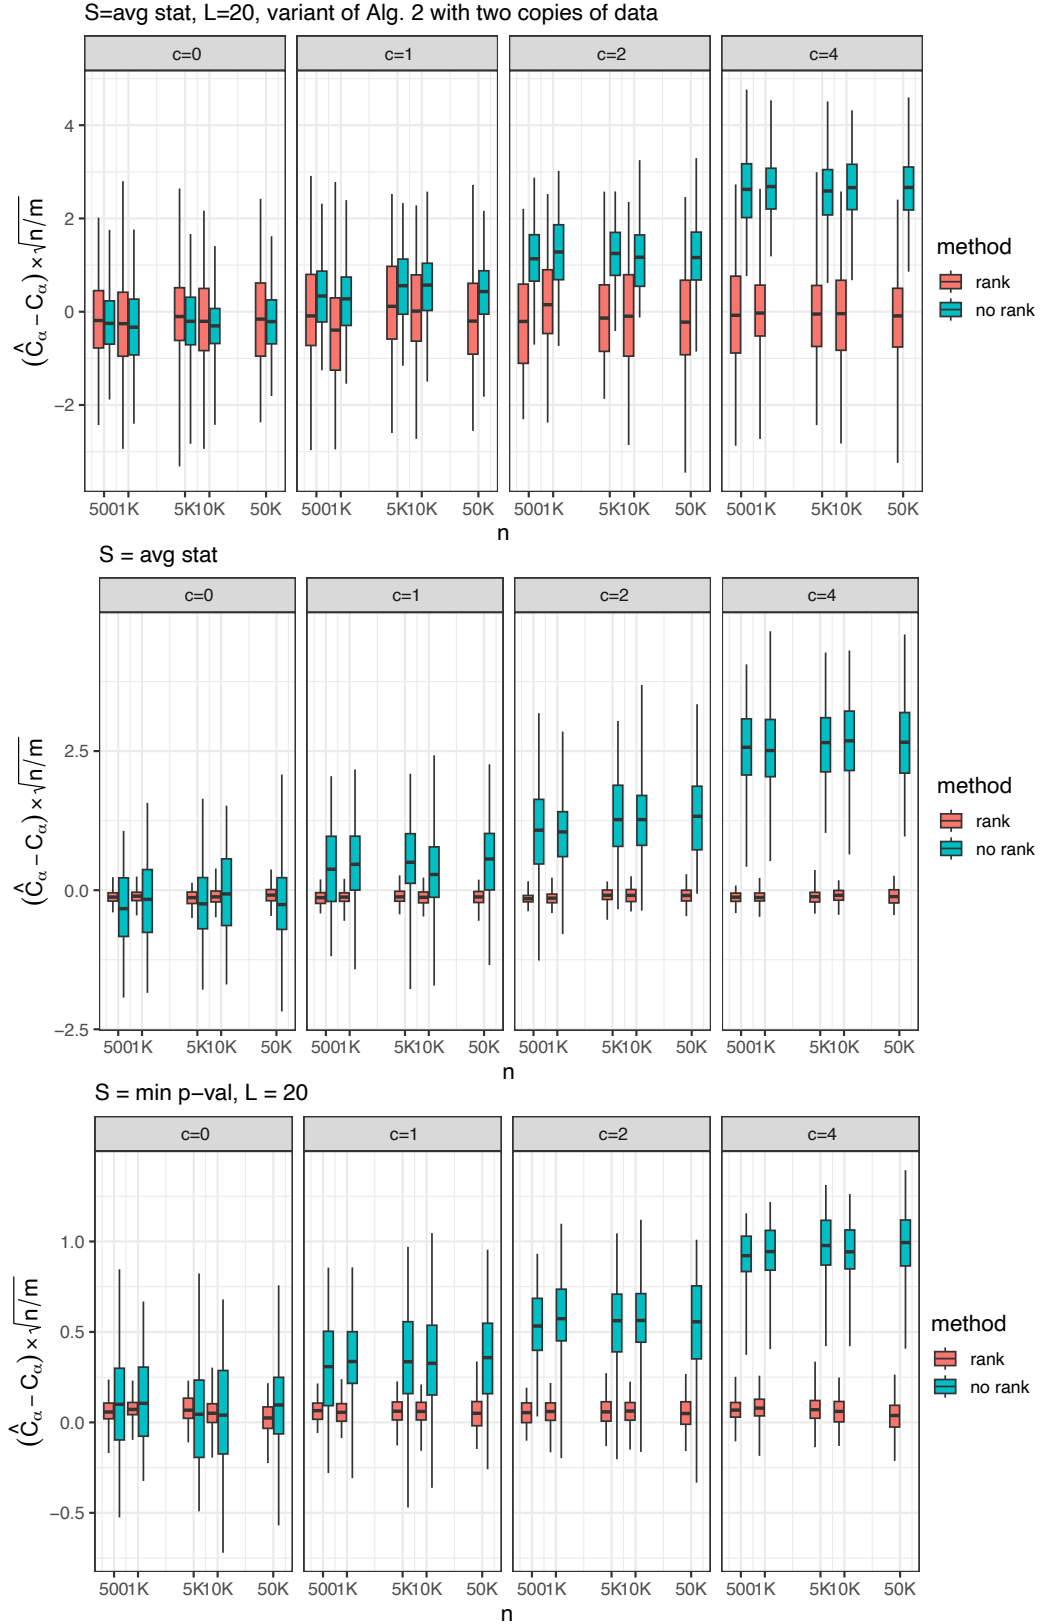 S=avg stat, L=20, variant of Alg. 2 with two copies of data
c=0 c=1 c=2 c=4
4
2
0
−2
(Ĉα − Cα) × √n/m
5001K 5K10K 50K 5001K 5K10K 50K 5001K 5K10K 50K 5001K 5K10K 50K
n
method
rank
no rank
S = avg stat
c=0 c=1 c=2 c=4
2.5
0.0
−2.5
(Ĉα − Cα) × √n/m
5001K 5K10K 50K 5001K 5K10K 50K 5001K 5K10K 50K 5001K 5K10K 50K
n
method
rank
no rank
S = min p−val, L = 20
c=0 c=1 c=2 c=4
1.0
0.5
0.0
−0.5
(Ĉα − Cα) × √n/m
5001K 5K10K 50K 5001K 5K10K 50K 5001K 5K10K 50K 5001K 5K10K 50K
n
method
rank
no rank